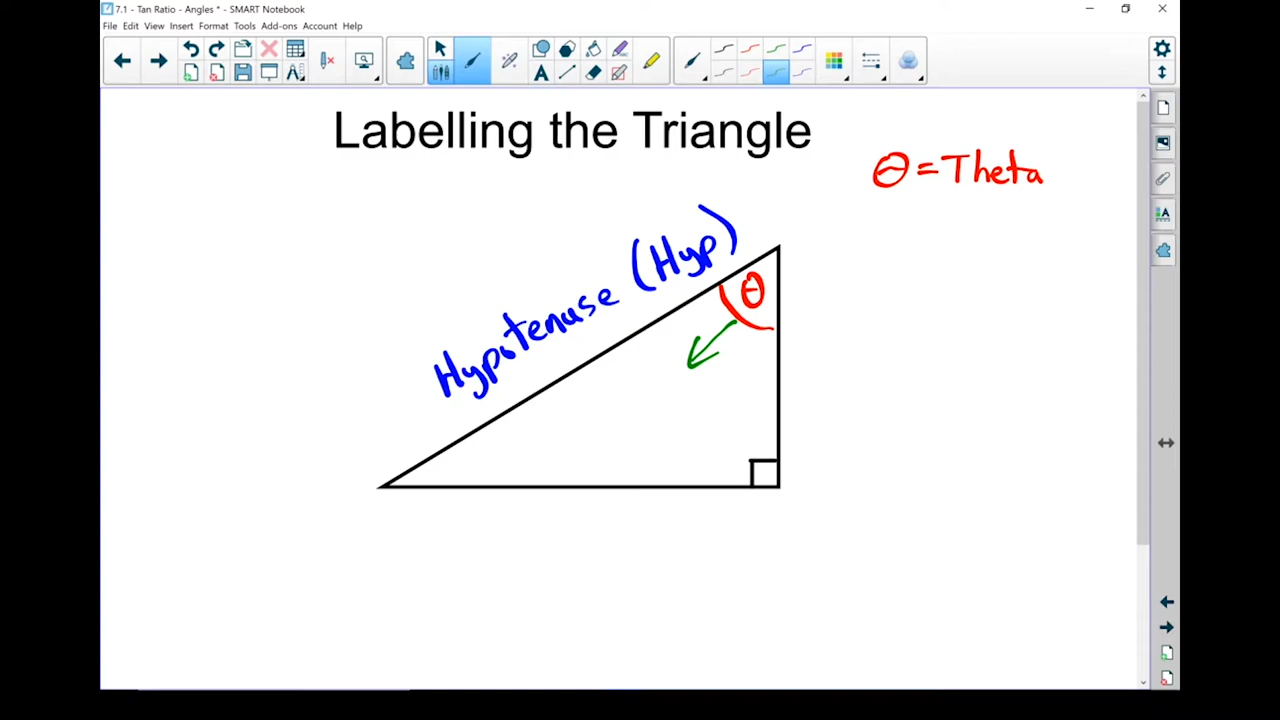 7.1 - Tan Ratio - Angles * - SMART Notebook
File Edit View Insert Format Tools Add-ons Account Help
Labelling the Triangle
θ = Theta
Hypotenuse (Hyp)
θ